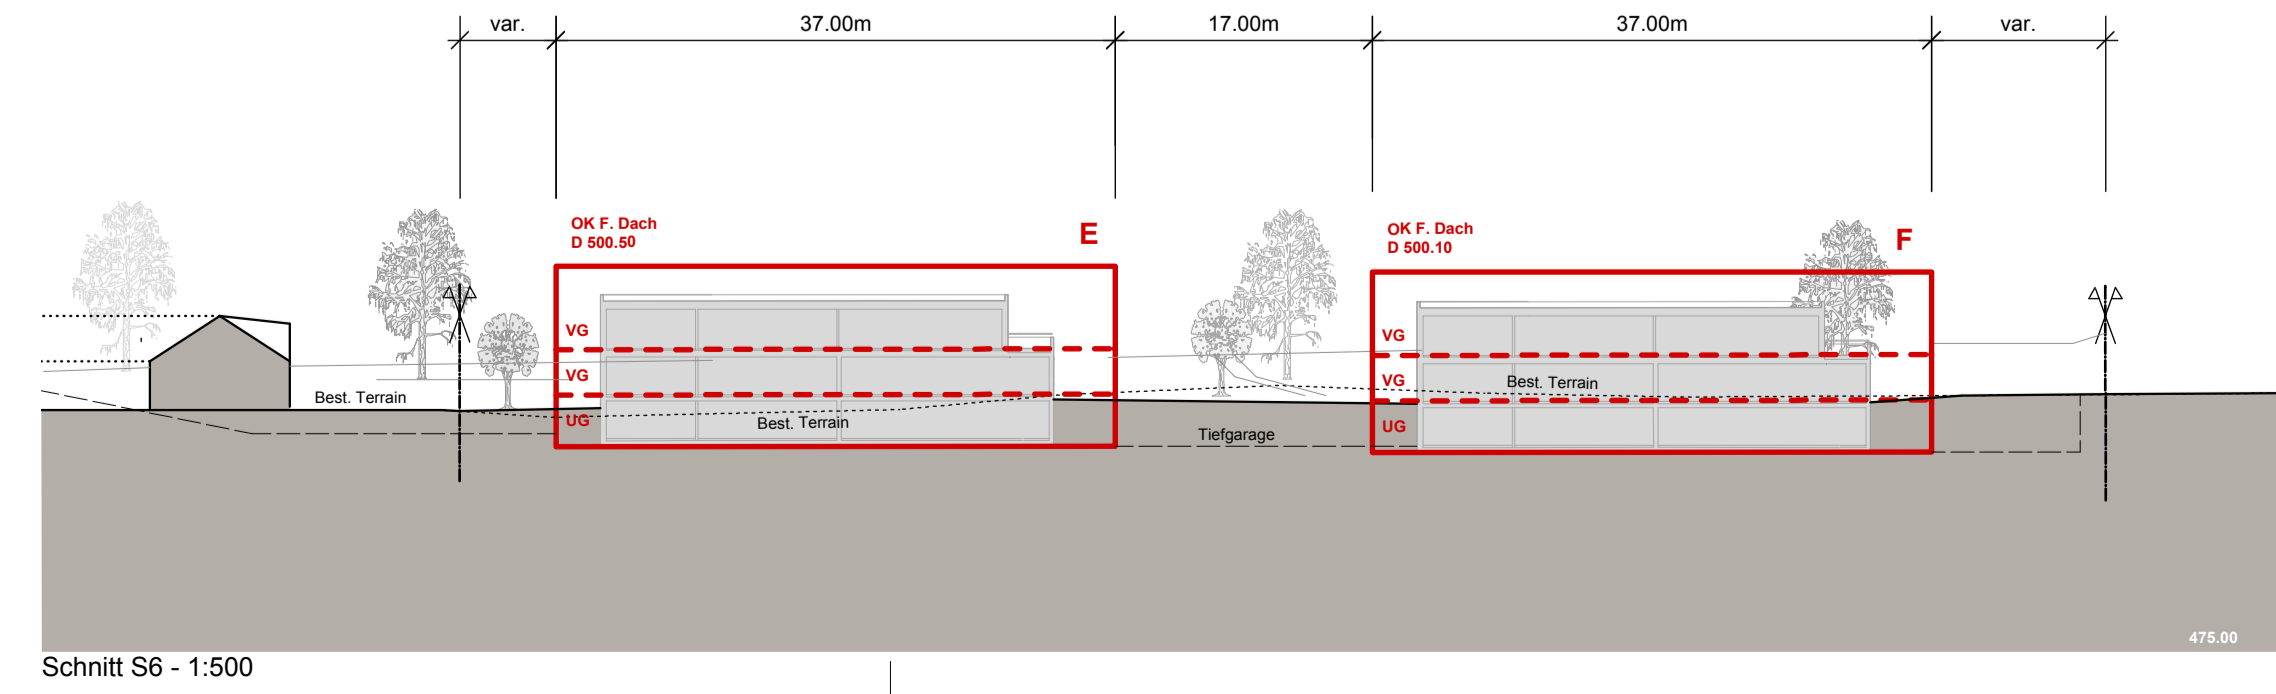 var.
37.00m
17.00m
37.00m
var.
OK F. Dach
D 500.50
E
OK F. Dach
D 500.10
F
VG
VG
UG
VG
VG
UG
Best. Terrain
Best. Terrain
Best. Terrain
Tiefgarage
475.00
Schnitt S6 - 1:500